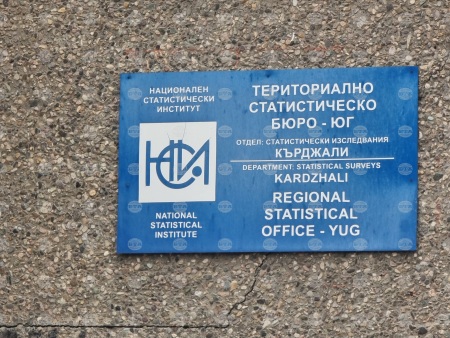 НАЦИОНАЛЕН
СТАТИСТИЧЕСКИ
ИНСТИТУТ
НСИ
NATIONAL
STATISTICAL
INSTITUTE
ТЕРИТОРИАЛНО
СТАТИСТИЧЕСКО
БЮРО - ЮГ
ОТДЕЛ: СТАТИСТИЧЕСКИ ИЗСЛЕДВАНИЯ
КЪРДЖАЛИ
DEPARTMENT: STATISTICAL SURVEYS
KARDZHALI
REGIONAL
STATISTICAL
OFFICE - YUG